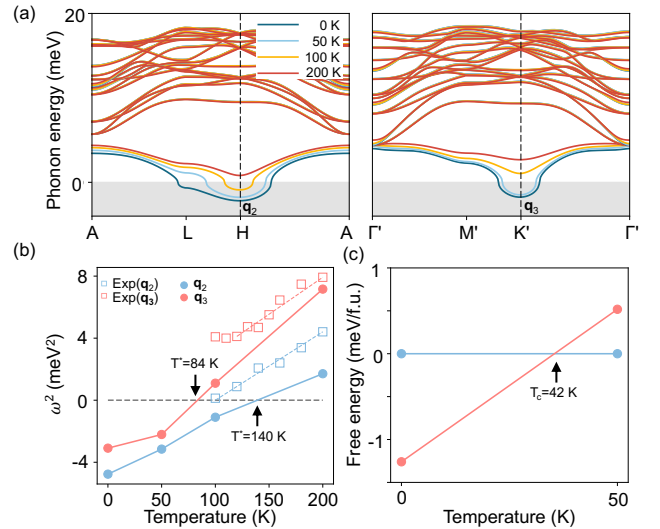 (a)
20
0
Phonon energy (meV)
0 K
50 K
100 K
200 K
q2
A L H A
q3
Γ' M' K' Γ'
(b)
8
4
0
-4
ω² (meV²)
Exp(q2) q2
Exp(q3) q3
T*=84 K
T*=140 K
0 50 100 150 200
Temperature (K)
(c)
1
0
-1
Free energy (meV/f.u.)
Tc=42 K
0 50
Temperature (K)